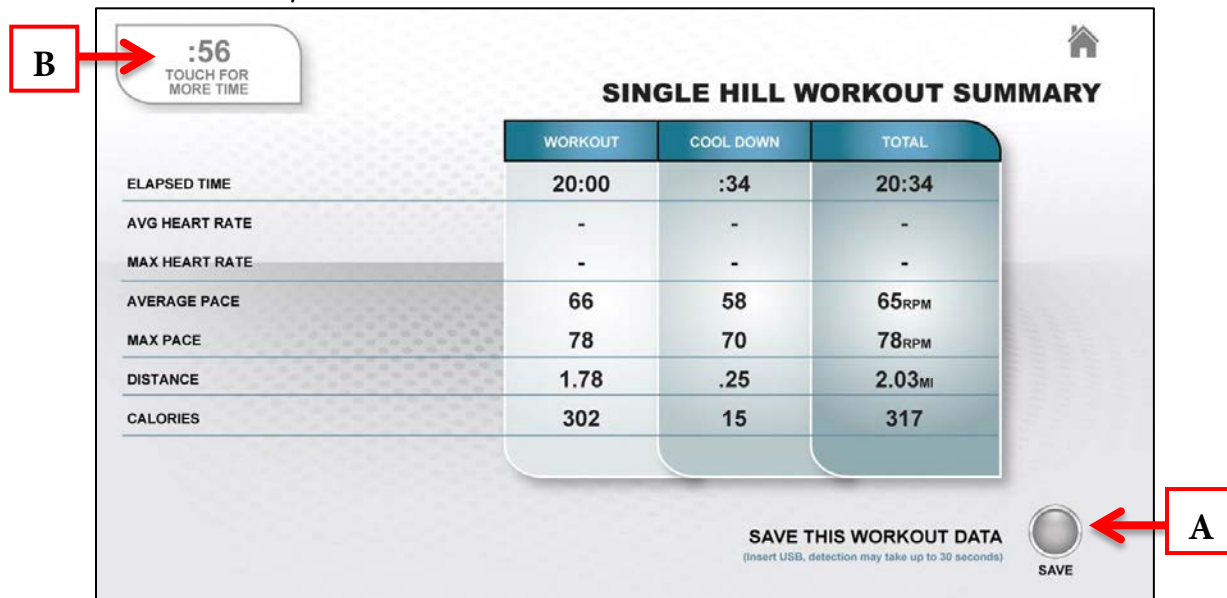 B
:56
TOUCH FOR
MORE TIME
SINGLE HILL WORKOUT SUMMARY
WORKOUT COOL DOWN TOTAL
ELAPSED TIME 20:00 :34 20:34
AVG HEART RATE - - -
MAX HEART RATE - - -
AVERAGE PACE 66 58 65RPM
MAX PACE 78 70 78RPM
DISTANCE 1.78 .25 2.03MI
CALORIES 302 15 317
SAVE THIS WORKOUT DATA
(Insert USB, detection may take up to 30 seconds)
SAVE
A